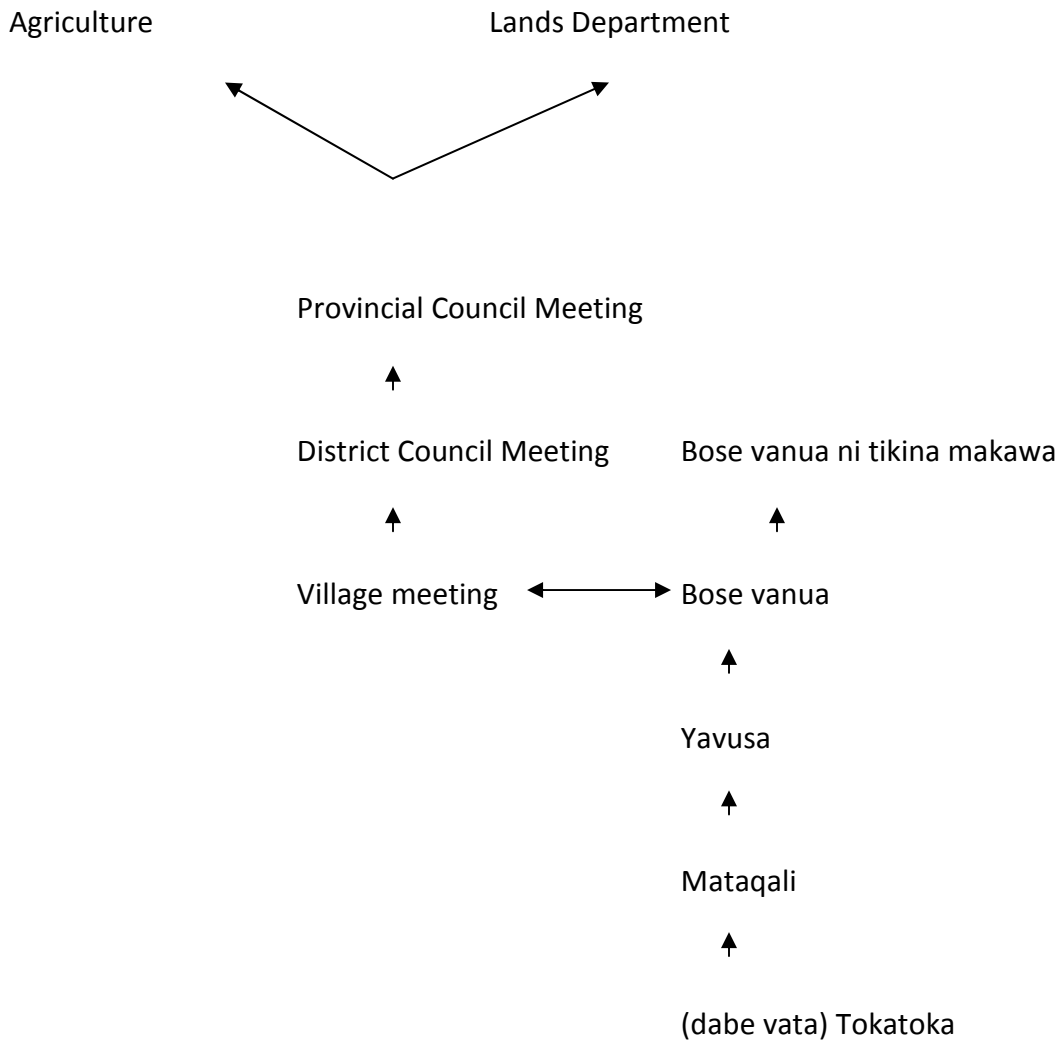 Agriculture
Lands Department
Provincial Council Meeting
District Council Meeting
Bose vanua ni tikina makawa
Village meeting
Bose vanua
Yavusa
Mataqali
(dabe vata) Tokatoka